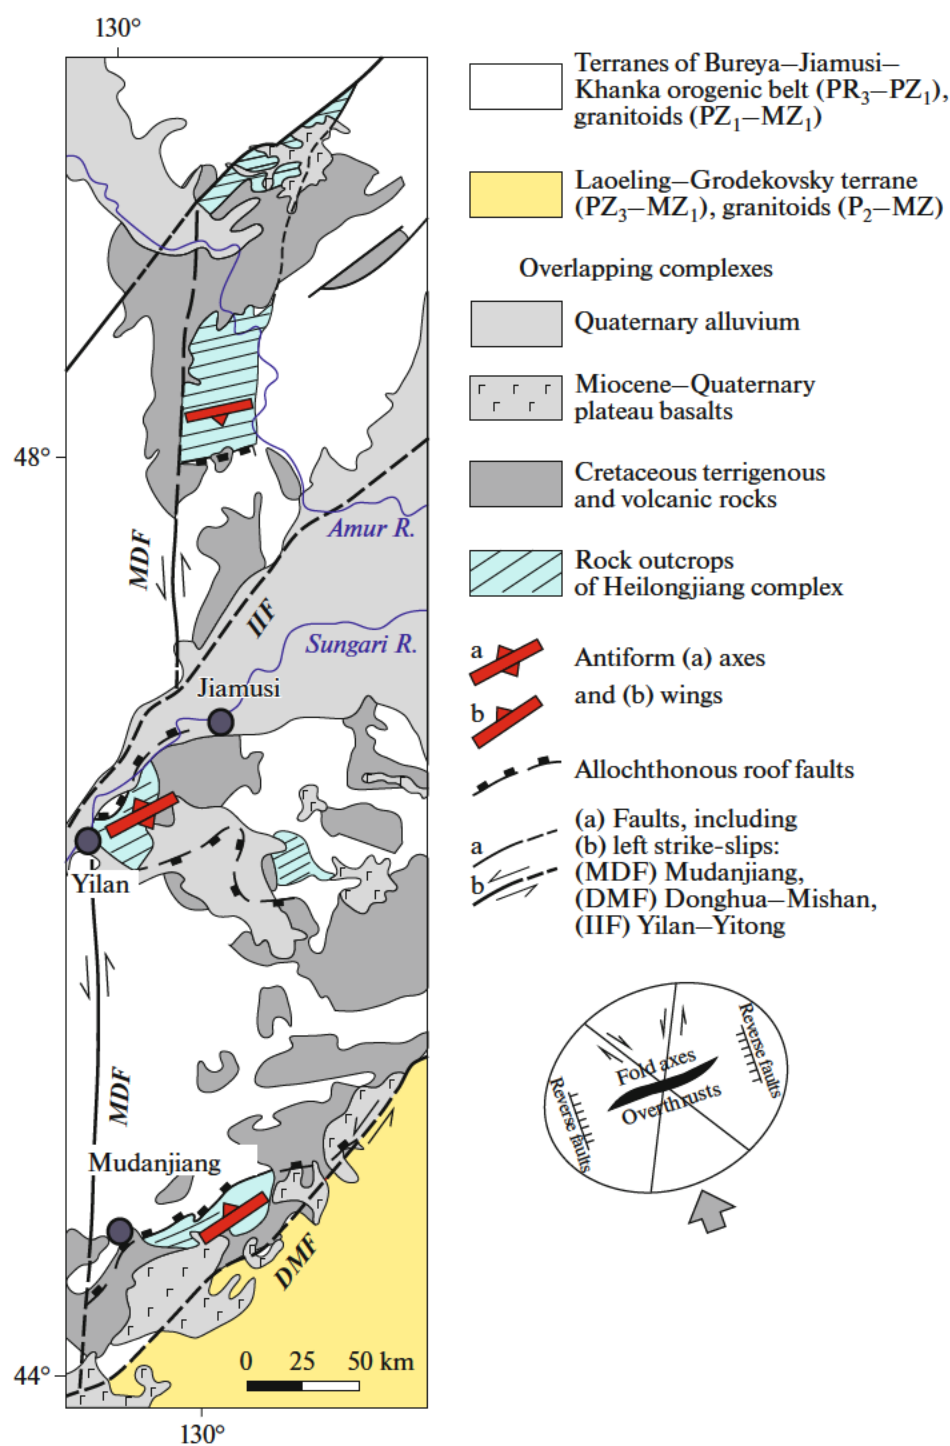 130°
48°
MDF
Amur R.
IIF
Sungari R.
Jiamusi
Yilan
MDF
Mudanjiang
DMF
0 25 50 km
44°
130°
Terranes of Bureya–Jiamusi–
Khanka orogenic belt (PR₃–PZ₁),
granitoids (PZ₁–MZ₁)
Laoeling–Grodekovsky terrane
(PZ₃–MZ₁), granitoids (P₂–MZ)
Overlapping complexes
Quaternary alluvium
Miocene–Quaternary
plateau basalts
Cretaceous terrigenous
and volcanic rocks
Rock outcrops
of Heilongjiang complex
a
Antiform (a) axes
b
and (b) wings
Allochthonous roof faults
a
b
(a) Faults, including
(b) left strike-slips:
(MDF) Mudanjiang,
(DMF) Donghua–Mishan,
(IIF) Yilan–Yitong
Reverse faults
Fold axes
Overthrusts
Reverse faults